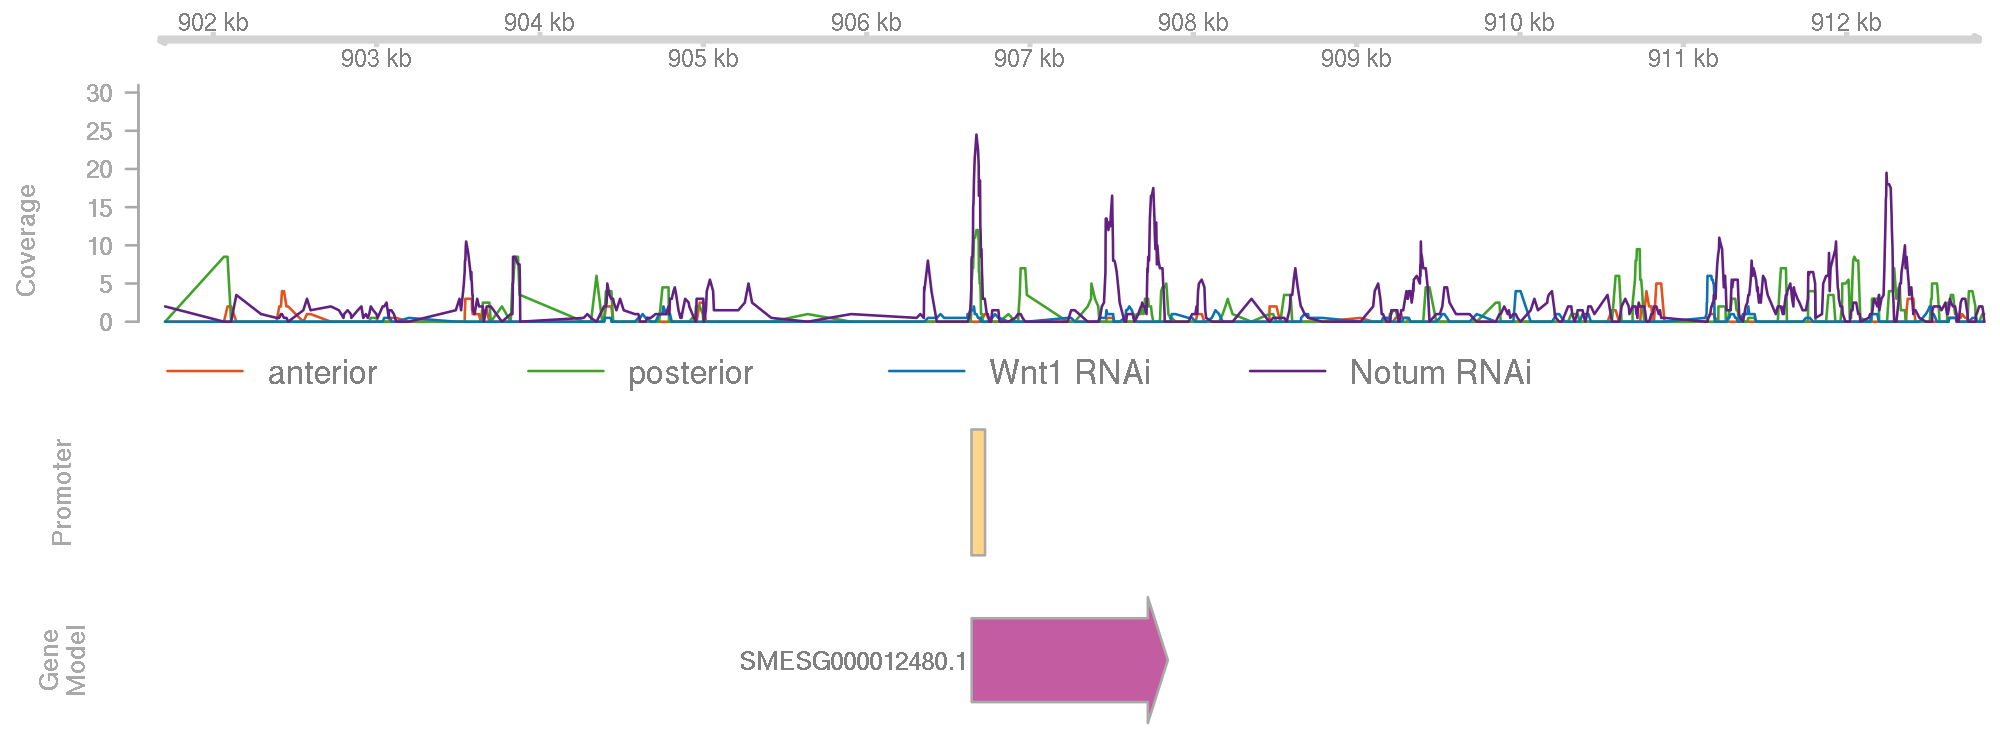 902 kb 904 kb 906 kb 908 kb 910 kb 912 kb
903 kb 905 kb 907 kb 909 kb 911 kb
30
25
20
15
10
5
0
Coverage
anterior posterior Wnt1 RNAi Notum RNAi
Promoter
Gene
Model
SMESG000012480.1